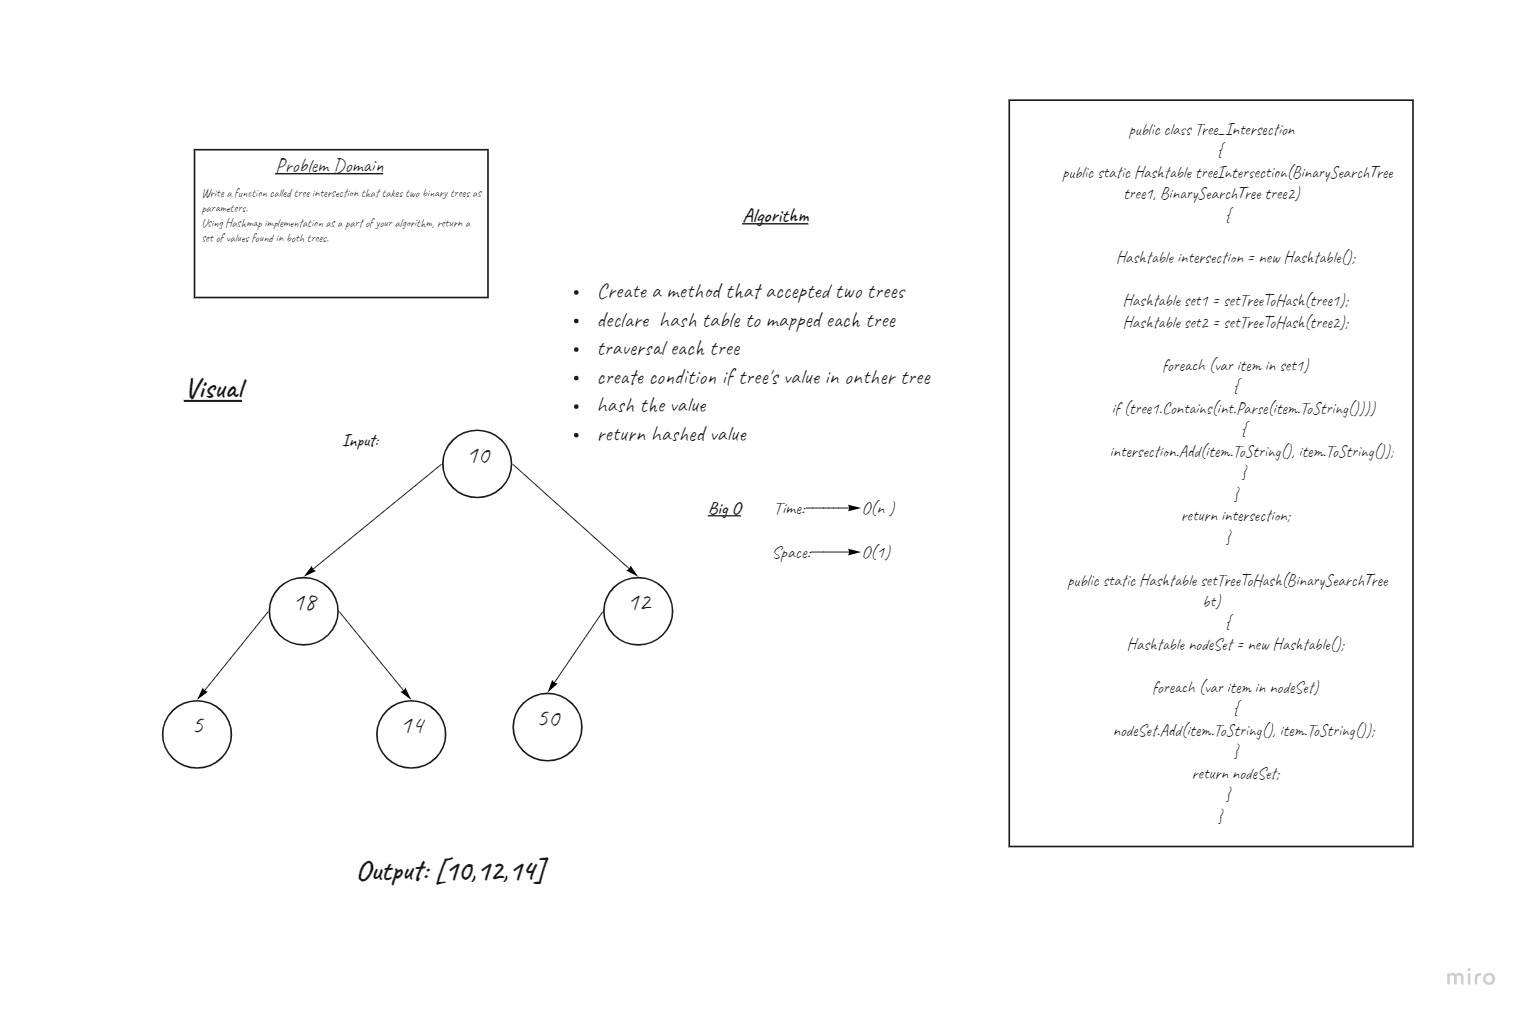 Problem Domain
Write a function called tree intersection that takes two binary trees as
parameters.
Using Hashmap implementation as a part of your algorithm, return a
set of values found in both trees.
Visual
Input:
10
18
12
5
14
50
Output: [10,12,14]
Algorithm
• Create a method that accepted two trees
• declare hash table to mapped each tree
• traversal each tree
• create condition if tree's value in onther tree
• hash the value
• return hashed value
Big O
Time: O(n )
Space: O(1)
public class Tree_Intersection
{
public static Hashtable treeIntersection(BinarySearchTree
tree1, BinarySearchTree tree2)
{
Hashtable intersection = new Hashtable();
Hashtable set1 = setTreeToHash(tree1);
Hashtable set2 = setTreeToHash(tree2);
foreach (var item in set1)
{
if (tree1.Contains(int.Parse(item.ToString())))
{
intersection.Add(item.ToString(), item.ToString());
}
}
return intersection;
}
public static Hashtable setTreeToHash(BinarySearchTree
bt)
{
Hashtable nodeSet = new Hashtable();
foreach (var item in nodeSet)
{
nodeSet.Add(item.ToString(), item.ToString());
}
return nodeSet;
}
}
miro